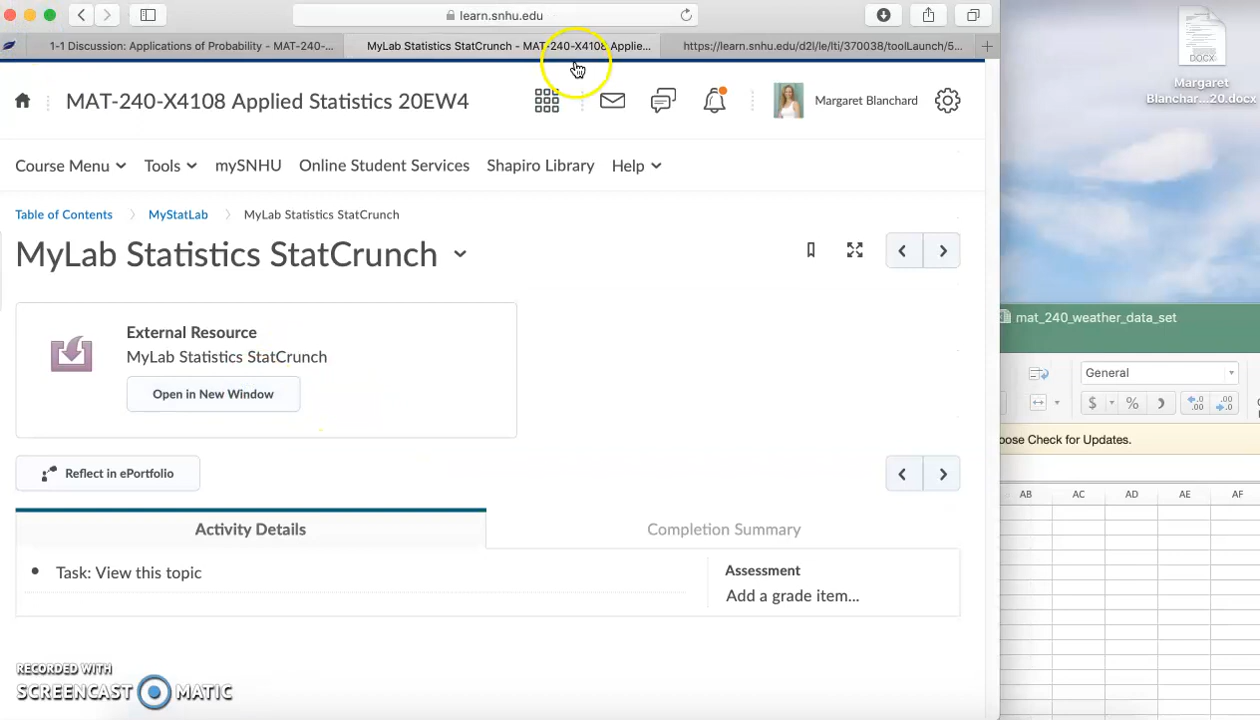 learn.snhu.edu
1-1 Discussion: Applications of Probability - MAT-240-...
MyLab Statistics StatCrunch - MAT-240-X4108 Applie...
https://learn.snhu.edu/d2l/le/lti/370038/toolLaunch/5...
DOCX
Margaret
Blanchar...20.docx
MAT-240-X4108 Applied Statistics 20EW4
Margaret Blanchard
Course Menu
Tools
mySNHU
Online Student Services
Shapiro Library
Help
Table of Contents
MyStatLab
MyLab Statistics StatCrunch
MyLab Statistics StatCrunch
External Resource
MyLab Statistics StatCrunch
Open in New Window
Reflect in ePortfolio
Activity Details
Completion Summary
Task: View this topic
Assessment
Add a grade item...
mat_240_weather_data_set
General
$ % 
.0 .00
.00 .0
oose Check for Updates.
AB AC AD AE AF
RECORDED WITH
SCREENCAST MATIC